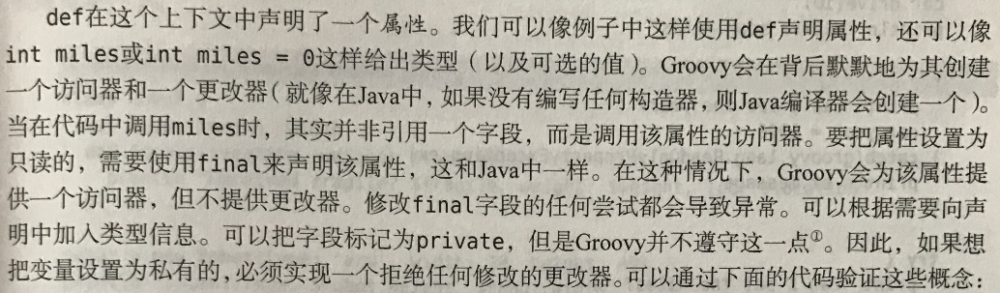 def在这个上下文中声明了一个属性。我们可以像例子中这样使用def声明属性，还可以像
int miles或int miles = 0这样给出类型（以及可选的值）。Groovy会在背后默默地为其创建
一个访问器和一个更改器（就像在Java中，如果没有编写任何构造器，则Java编译器会创建一个）。
当在代码中调用miles时，其实并非引用一个字段，而是调用该属性的访问器。要把属性设置为
只读的，需要使用final来声明该属性，这和Java中一样。在这种情况下，Groovy会为该属性提
供一个访问器，但不提供更改器。修改final字段的任何尝试都会导致异常。可以根据需要向声
明中加入类型信息。可以把字段标记为private，但是Groovy并不遵守这一点①。因此，如果想
把变量设置为私有的，必须实现一个拒绝任何修改的更改器。可以通过下面的代码验证这些概念：